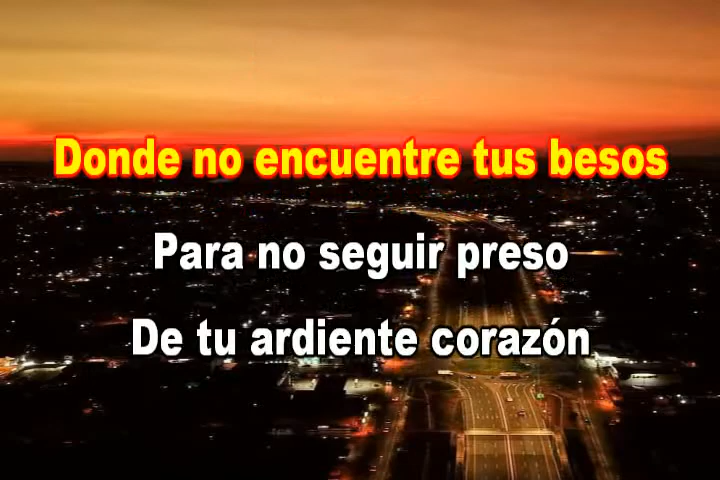 Donde no encuentre tus besos
Para no seguir preso
De tu ardiente corazón